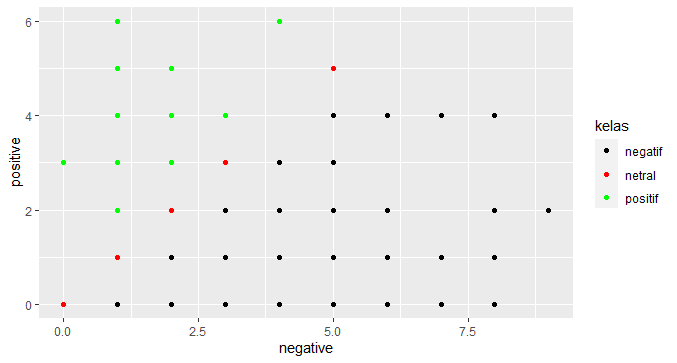 6
4
2
0
positive
0.0
2.5
5.0
7.5
negative
kelas
negatif
netral
positif